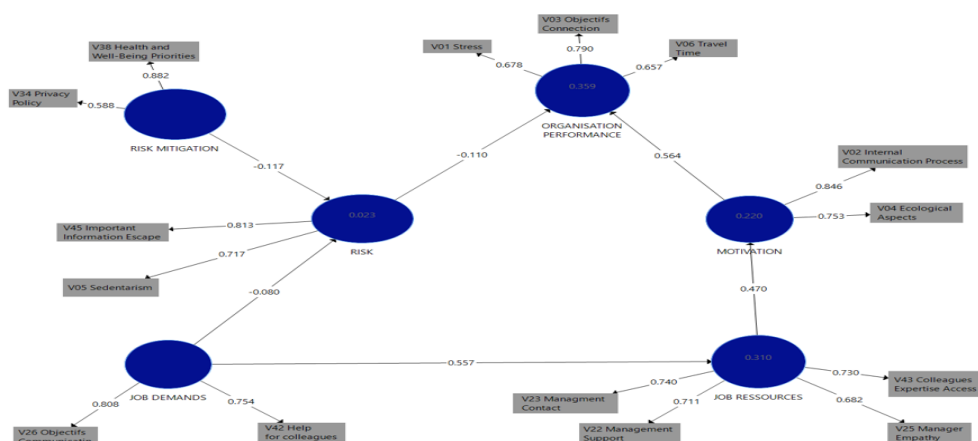 V03 Objectifs
Connection
V01 Stress
V06 Travel
Time
0.790
0.678
0.657
V38 Health and
Well-Being Priorities
0.882
V34 Privacy
Policy
0.588
RISK MITIGATION
0.359
ORGANISATION
PERFORMANCE
-0.117
-0.110
0.564
V02 Internal
Communication Process
0.846
V04 Ecological
Aspects
0.753
0.220
MOTIVATION
0.023
RISK
V45 Important
Information Escape
0.813
0.717
V05 Sedentarism
-0.080
0.470
JOB DEMANDS
0.557
0.310
JOB RESSOURCES
0.808
0.754
V26 Objectifs
V42 Help
for colleagues
V23 Managment
Contact
0.740
0.711
V22 Management
Support
0.730
V43 Colleagues
Expertise Access
0.682
V25 Manager
Empathy